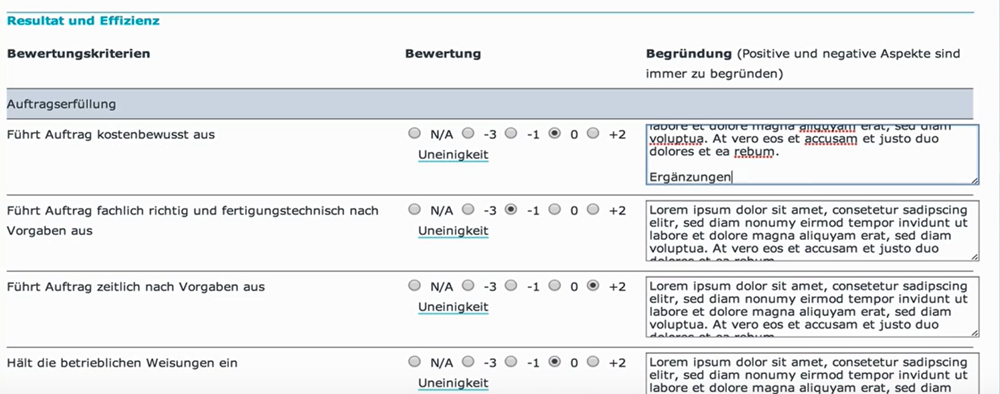 Resultat und Effizienz
Bewertungskriterien Bewertung Begründung (Positive und negative Aspekte sind
immer zu begründen)
Auftragserfüllung
Führt Auftrag kostenbewusst aus N/A -3 -1 0 +2
Uneinigkeit
labore et dolore magna aliquyam erat, sed diam
voluptua. At vero eos et accusam et justo duo
dolores et ea rebum.
Ergänzungen
Führt Auftrag fachlich richtig und fertigungstechnisch nach
Vorgaben aus
N/A -3 -1 0 +2
Uneinigkeit
Lorem ipsum dolor sit amet, consetetur sadipscing
elitr, sed diam nonumy eirmod tempor invidunt ut
labore et dolore magna aliquyam erat, sed diam
voluptua. At vero eos et accusam et justo duo
dolores et ea rebum.
Führt Auftrag zeitlich nach Vorgaben aus N/A -3 -1 0 +2
Uneinigkeit
Lorem ipsum dolor sit amet, consetetur sadipscing
elitr, sed diam nonumy eirmod tempor invidunt ut
labore et dolore magna aliquyam erat, sed diam
voluptua. At vero eos et accusam et justo duo
dolores et ea rebum.
Hält die betrieblichen Weisungen ein N/A -3 -1 0 +2
Uneinigkeit
Lorem ipsum dolor sit amet, consetetur sadipscing
elitr, sed diam nonumy eirmod tempor invidunt ut
labore et dolore magna aliquyam erat, sed diam